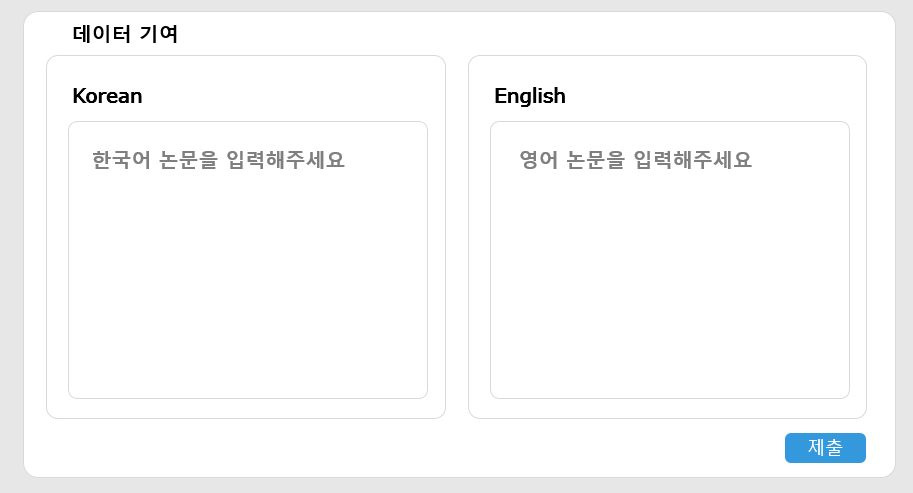 데이터 기여
Korean
English
한국어 논문을 입력해주세요
영어 논문을 입력해주세요
제출